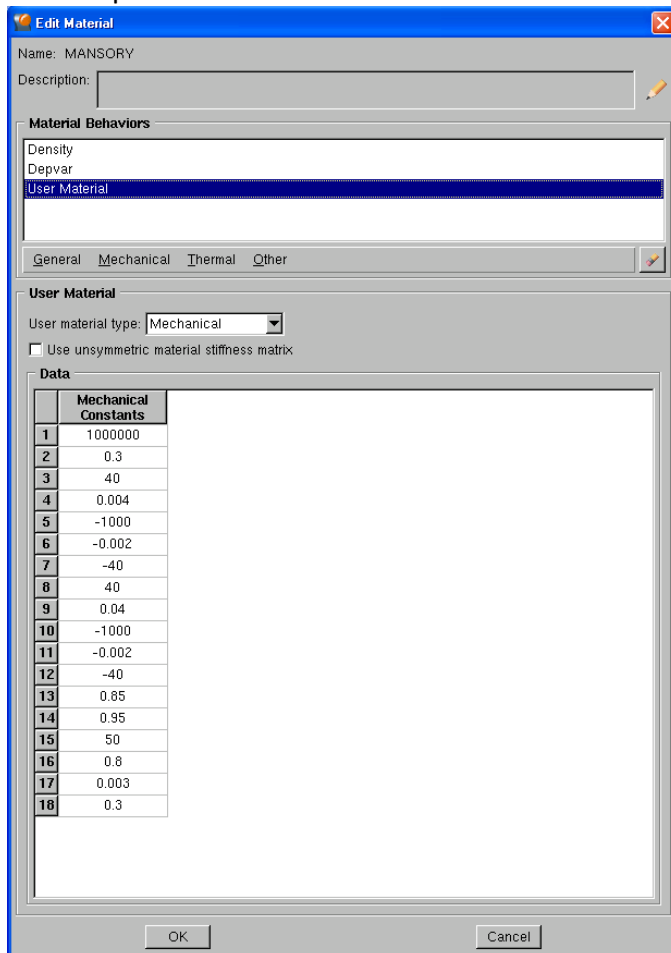 Edit Material
Name: MANSORY
Description:
Material Behaviors
Density
Depvar
User Material
General Mechanical Thermal Other
User Material
User material type: Mechanical
Use unsymmetric material stiffness matrix
Data
Mechanical
Constants
1 1000000
2 0.3
3 40
4 0.004
5 -1000
6 -0.002
7 -40
8 40
9 0.04
10 -1000
11 -0.002
12 -40
13 0.85
14 0.95
15 50
16 0.8
17 0.003
18 0.3
OK Cancel